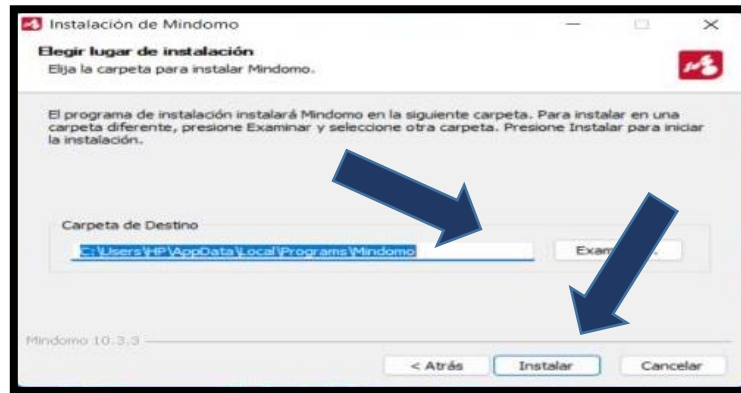 Instalación de Mindomo
Elegir lugar de instalación
Elija la carpeta para instalar Mindomo.
El programa de instalación instalará Mindomo en la siguiente carpeta. Para instalar en una
carpeta diferente, presione Examinar y seleccione otra carpeta. Presione Instalar para iniciar
la instalación.
Carpeta de Destino
C:\Users\HP\AppData\Local\Programs\Mindomo
Mindomo 10.3.3
< Atrás Instalar Cancelar